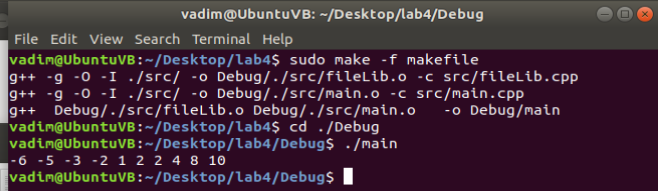 vadim@UbuntuVB: ~/Desktop/lab4/Debug
File Edit View Search Terminal Help
vadim@UbuntuVB:~/Desktop/lab4$ sudo make -f makefile
g++ -g -O -I ./src/ -o Debug/./src/fileLib.o -c src/fileLib.cpp
g++ -g -O -I ./src/ -o Debug/./src/main.o -c src/main.cpp
g++  Debug/./src/fileLib.o Debug/./src/main.o   -o Debug/main
vadim@UbuntuVB:~/Desktop/lab4$ cd ./Debug
vadim@UbuntuVB:~/Desktop/lab4/Debug$ ./main
-6 -5 -3 -2 1 2 2 4 8 10
vadim@UbuntuVB:~/Desktop/lab4/Debug$